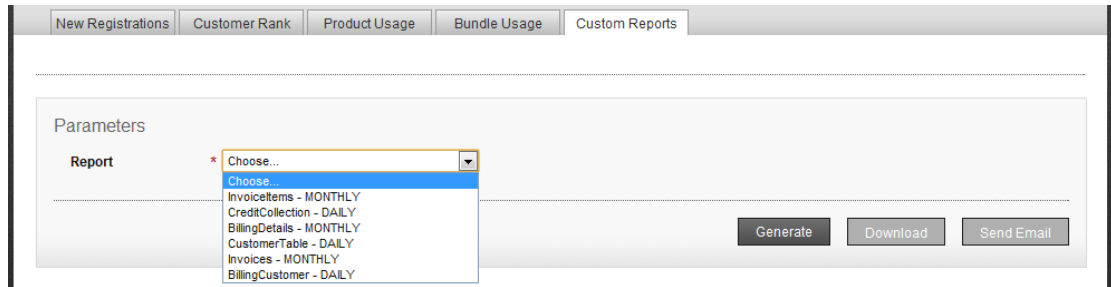 New Registrations Customer Rank Product Usage Bundle Usage Custom Reports
Parameters
Report * Choose...
Choose...
InvoiceItems - MONTHLY
CreditCollection - DAILY
BillingDetails - MONTHLY
CustomerTable - DAILY
Invoices - MONTHLY
BillingCustomer - DAILY
Generate Download Send Email